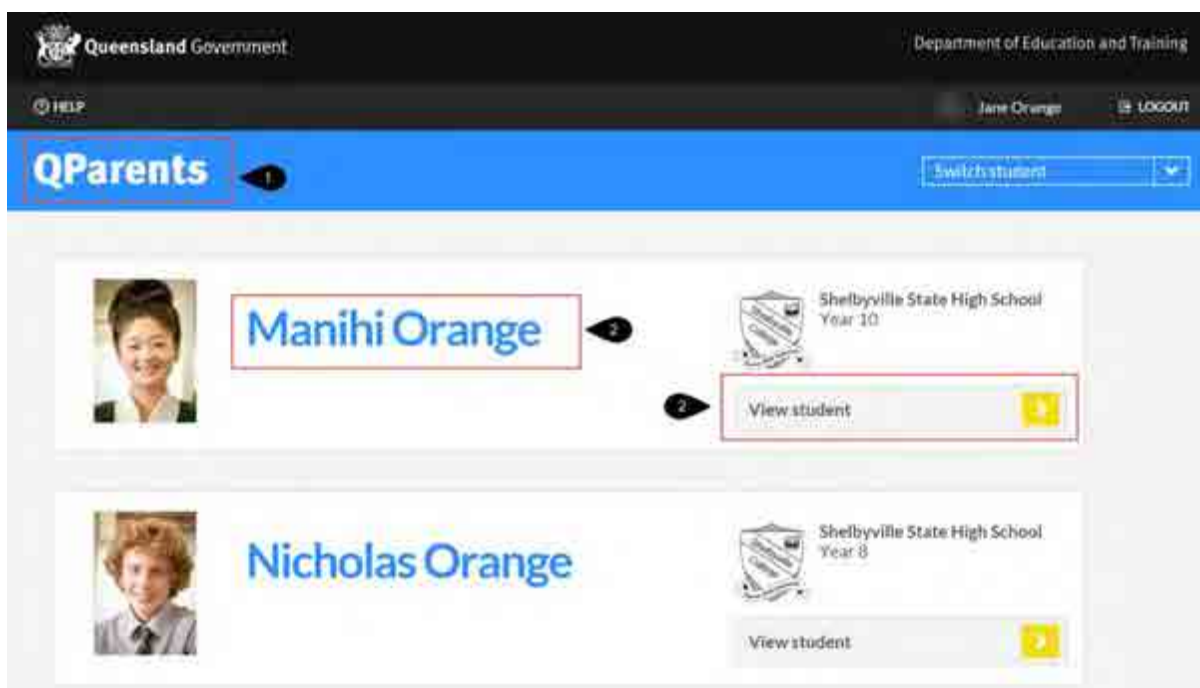 Queensland Government
Department of Education and Training
HELP
Jane Orange
LOGOUT
QParents
1
Switch student
Manihi Orange
2
Shelbyville State High School
Year 10
2
View student
Nicholas Orange
Shelbyville State High School
Year 8
View student